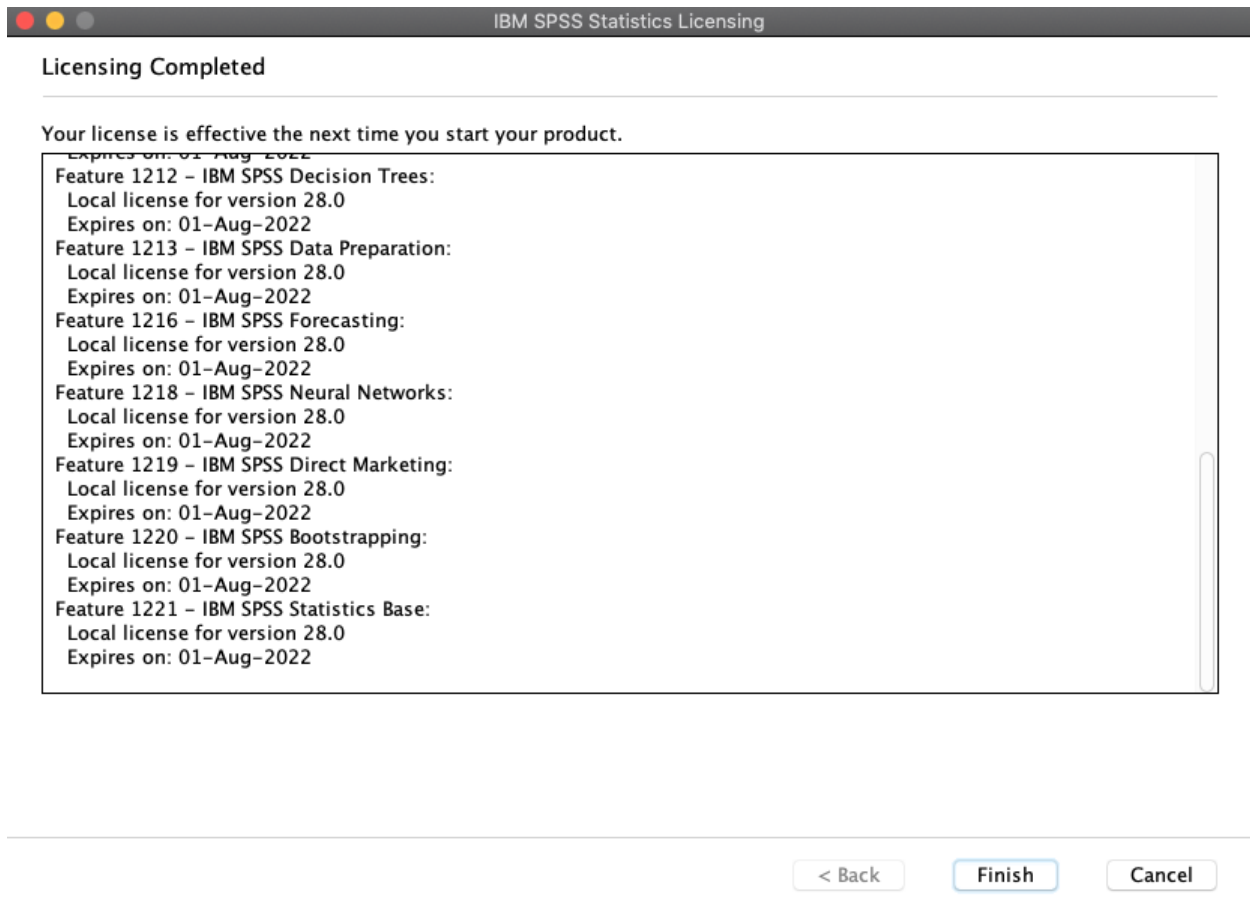 IBM SPSS Statistics Licensing
Licensing Completed
Your license is effective the next time you start your product.
Expires on: 01-Aug-2022
Feature 1212 – IBM SPSS Decision Trees:
Local license for version 28.0
Expires on: 01-Aug-2022
Feature 1213 – IBM SPSS Data Preparation:
Local license for version 28.0
Expires on: 01-Aug-2022
Feature 1216 – IBM SPSS Forecasting:
Local license for version 28.0
Expires on: 01-Aug-2022
Feature 1218 – IBM SPSS Neural Networks:
Local license for version 28.0
Expires on: 01-Aug-2022
Feature 1219 – IBM SPSS Direct Marketing:
Local license for version 28.0
Expires on: 01-Aug-2022
Feature 1220 – IBM SPSS Bootstrapping:
Local license for version 28.0
Expires on: 01-Aug-2022
Feature 1221 – IBM SPSS Statistics Base:
Local license for version 28.0
Expires on: 01-Aug-2022
< Back
Finish
Cancel